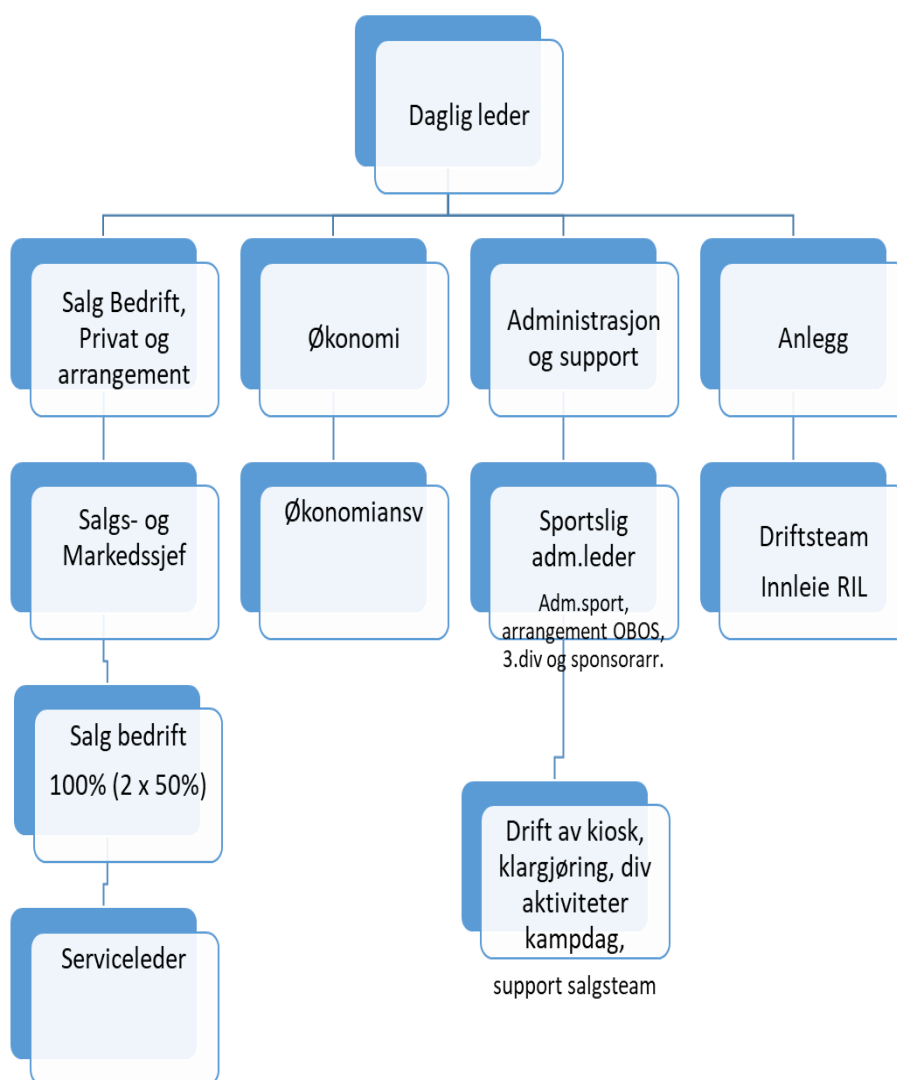 Daglig leder
Salg Bedrift,
Privat og
arrangement
Økonomi
Administrasjon
og support
Anlegg
Salgs- og
Markedssjef
Økonomiansv
Sportslig
adm.leder
Adm.sport,
arrangement OBOS,
3.div og sponsorarr.
Driftsteam
Innleie RIL
Salg bedrift
100% (2 x 50%)
Drift av kiosk,
klargjøring, div
aktiviteter
kampdag,
support salgsteam
Serviceleder